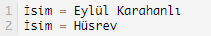 1 İsim = Eylül Karahanlı
2 İsim = Hüsrev